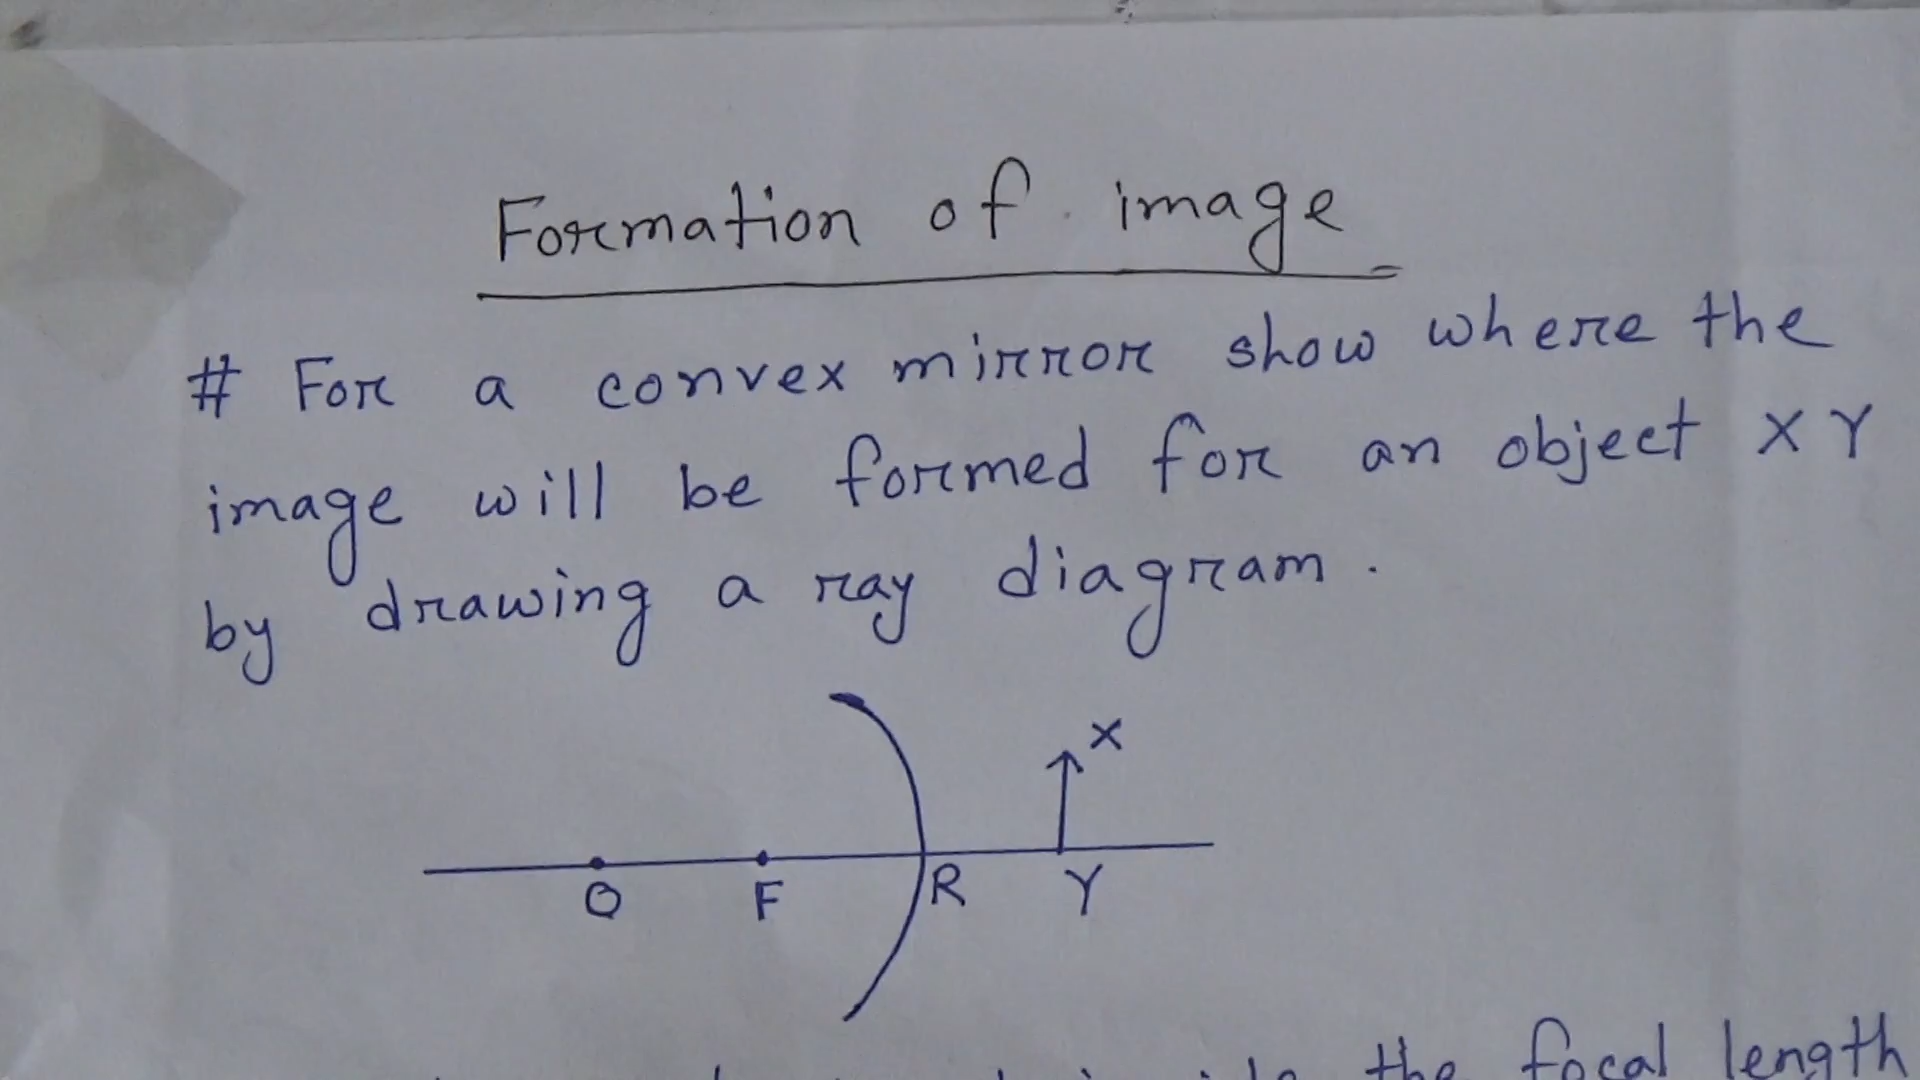 Formation of image
# For a convex mirror show where the
image will be formed for an object X Y
by drawing a ray diagram.
X
O F R Y
the focal length